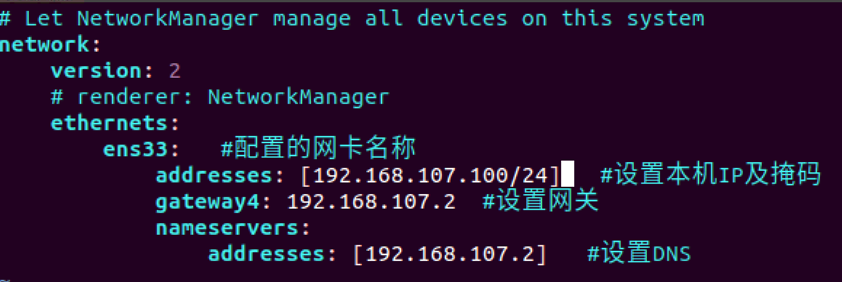 # Let NetworkManager manage all devices on this system
network:
    version: 2
    # renderer: NetworkManager
    ethernets:
        ens33:   #配置的网卡名称
            addresses: [192.168.107.100/24]   #设置本机IP及掩码
            gateway4: 192.168.107.2  #设置网关
            nameservers:
                addresses: [192.168.107.2]   #设置DNS
~